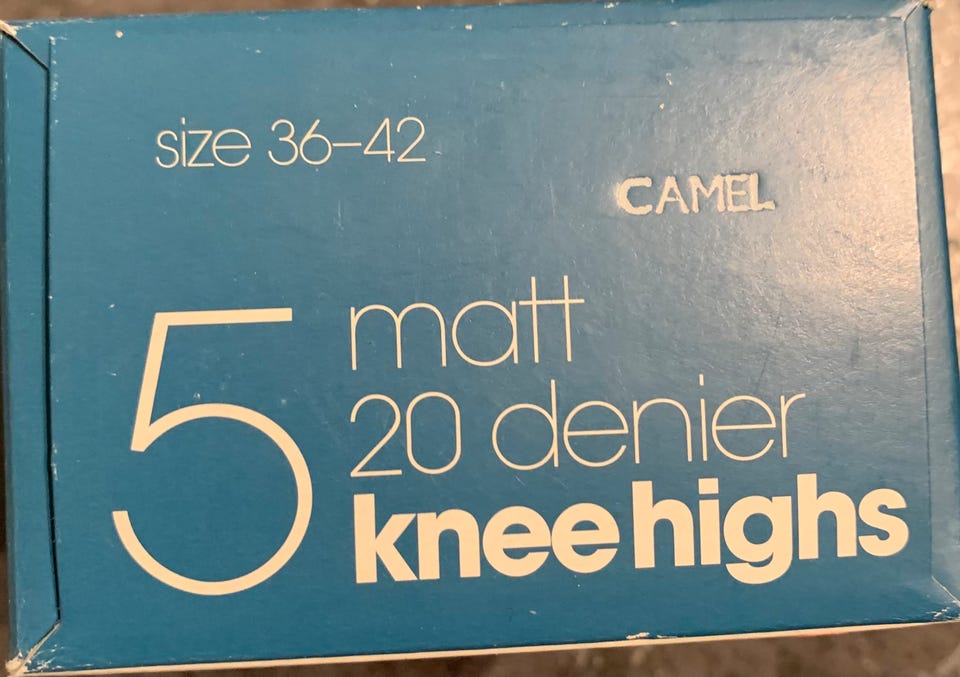 size 36-42
CAMEL
5
matt
20 denier
knee highs